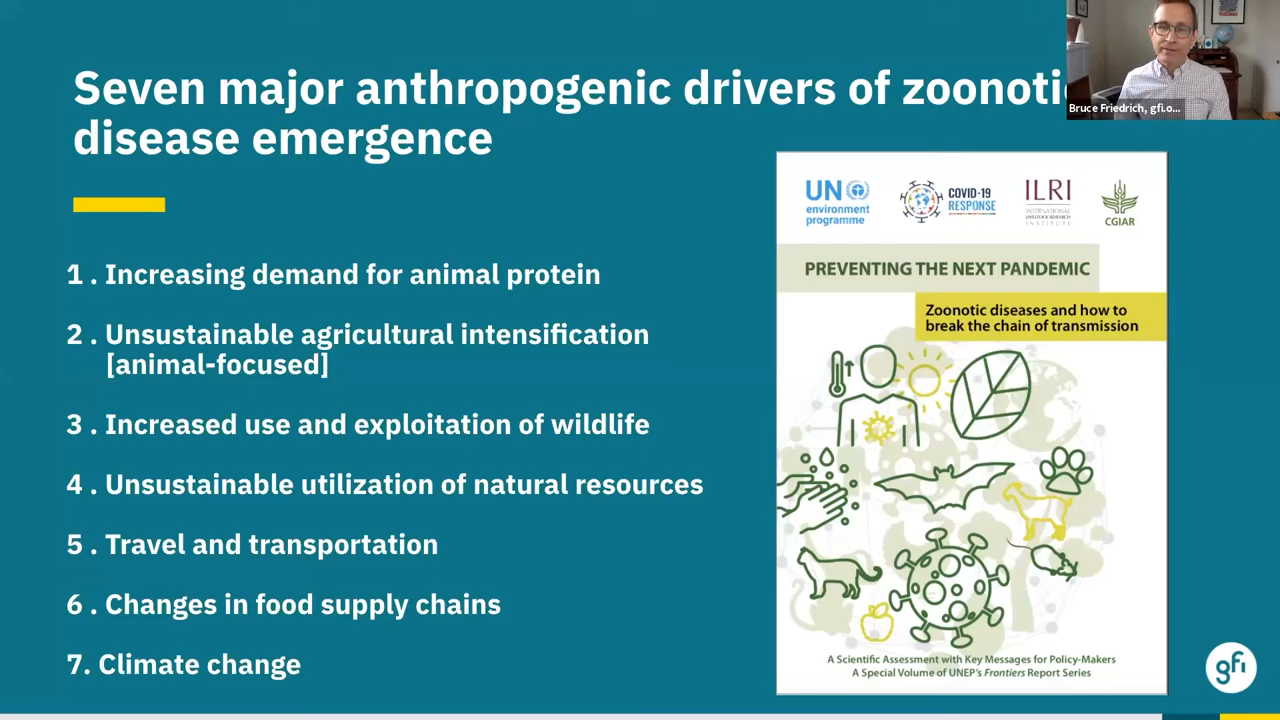 Seven major anthropogenic drivers of zoonoti
disease emergence
Bruce Friedrich, gfi.o...
1 . Increasing demand for animal protein
2 . Unsustainable agricultural intensification
[animal-focused]
3 . Increased use and exploitation of wildlife
4 . Unsustainable utilization of natural resources
5 . Travel and transportation
6 . Changes in food supply chains
7. Climate change
UN
environment
programme
COVID-19
RESPONSE
ILRI
INTERNATIONAL
LIVESTOCK RESEARCH
INSTITUTE
CGIAR
PREVENTING THE NEXT PANDEMIC
Zoonotic diseases and how to
break the chain of transmission
A Scientific Assessment with Key Messages for Policy-Makers
A Special Volume of UNEP's Frontiers Report Series
gfi